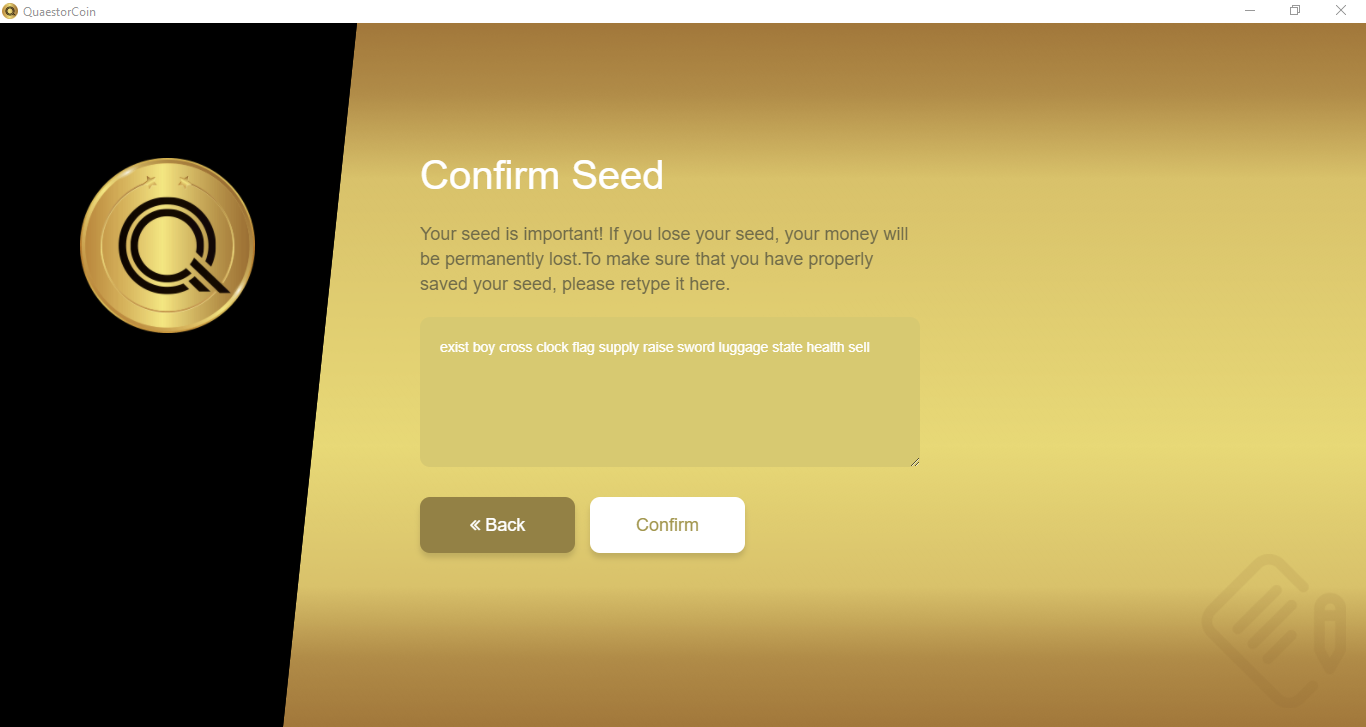 QuaestorCoin
Confirm Seed
Your seed is important! If you lose your seed, your money will
be permanently lost.To make sure that you have properly
saved your seed, please retype it here.
exist boy cross clock flag supply raise sword luggage state health sell
« Back
Confirm